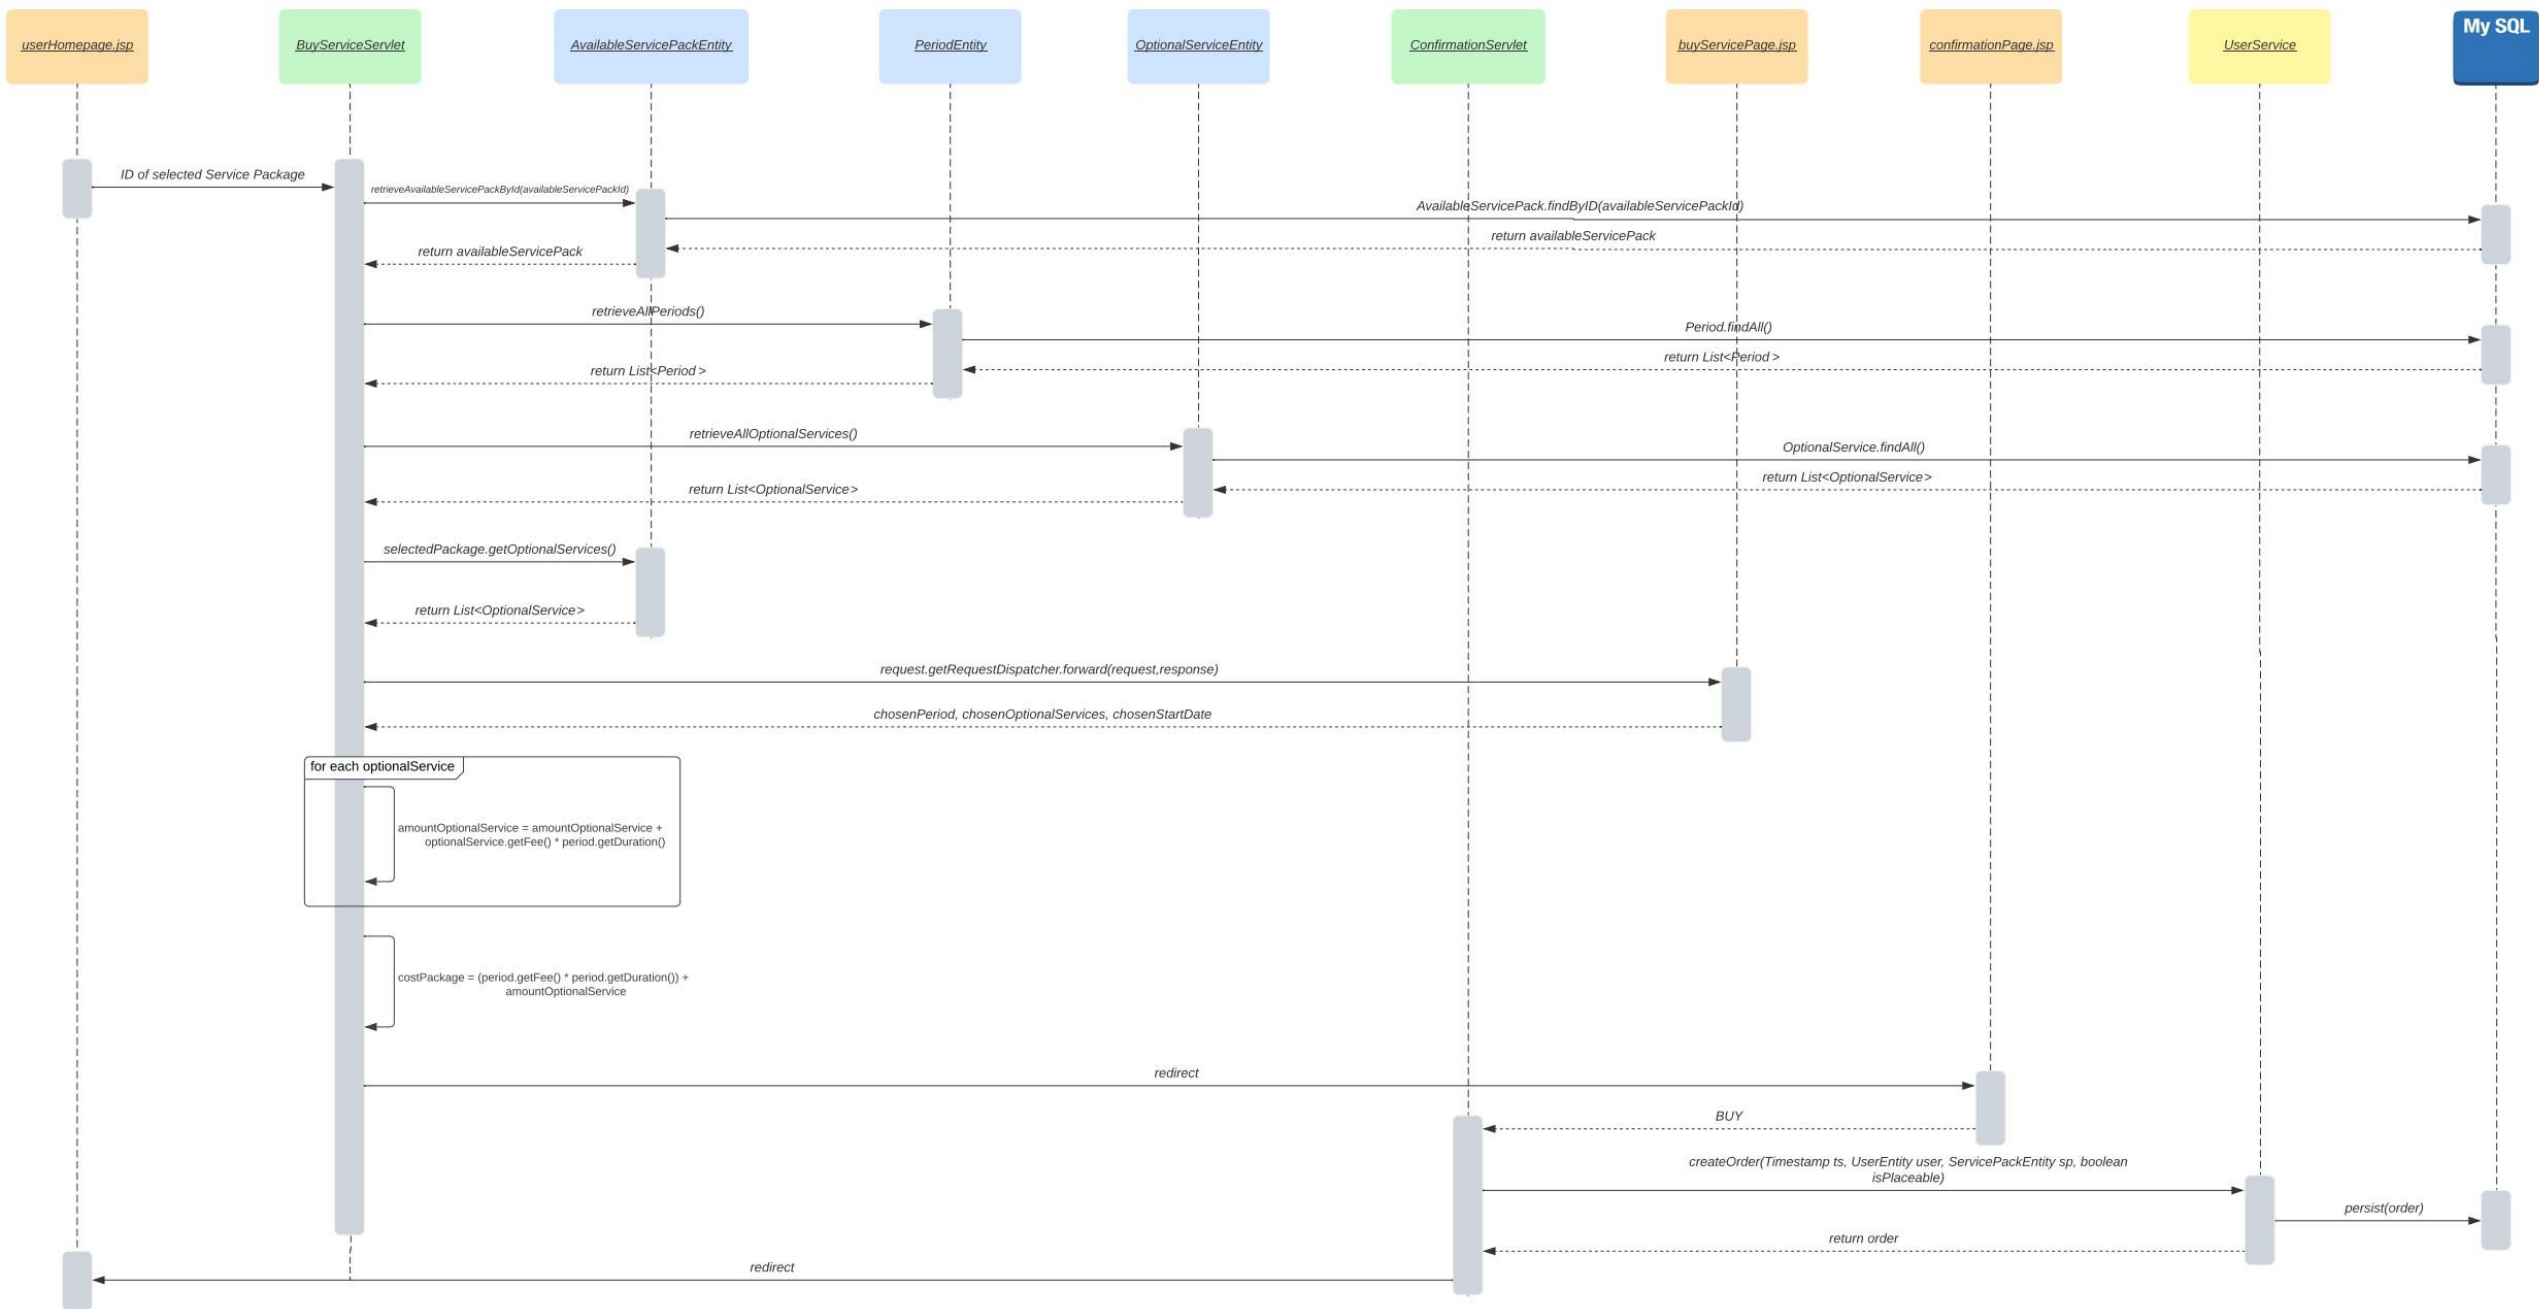 userHomepage.jsp
BuyServiceServlet
AvailableServicePackEntity
PeriodEntity
OptionalServiceEntity
ConfirmationServlet
buyServicePage.jsp
confirmationPage.jsp
UserService
My SQL
ID of selected Service Package
retrieveAvailableServicePackById(availableServicePackId)
AvailableServicePack.findByID(availableServicePackId)
return availableServicePack
return availableServicePack
retrieveAllPeriods()
Period.findAll()
return List<Period >
return List<Period >
retrieveAllOptionalServices()
OptionalService.findAll()
return List<OptionalService>
return List<OptionalService>
selectedPackage.getOptionalServices()
return List<OptionalService>
request.getRequestDispatcher.forward(request,response)
chosenPeriod, chosenOptionalServices, chosenStartDate
for each optionalService
amountOptionalService = amountOptionalService +
optionalService.getFee() * period.getDuration()
costPackage = (period.getFee() * period.getDuration()) +
amountOptionalService
redirect
BUY
createOrder(Timestamp ts, UserEntity user, ServicePackEntity sp, boolean
isPlaceable)
persist(order)
return order
redirect